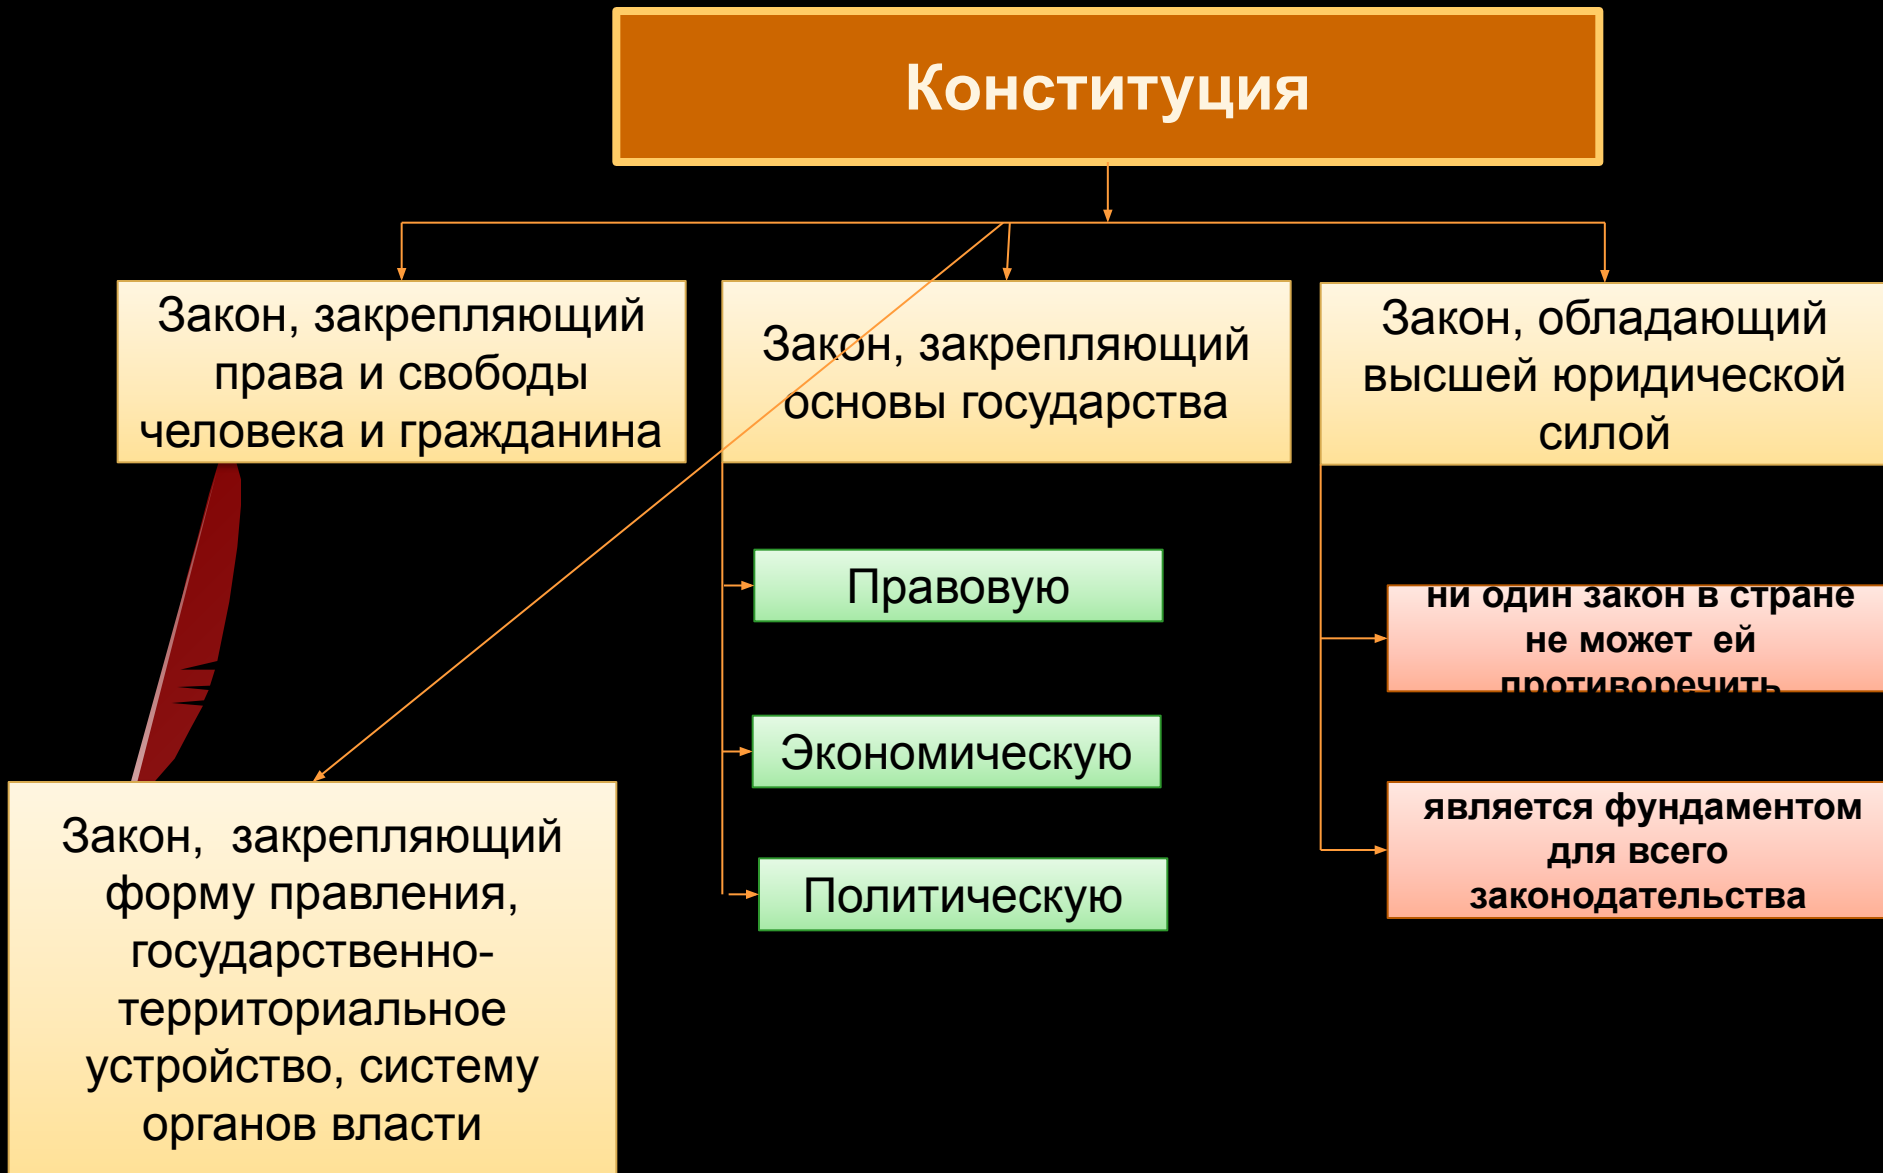 Конституция
Закон, закрепляющий
права и свободы
человека и гражданина
Закон, закрепляющий
основы государства
Закон, обладающий
высшей юридической
силой
Правовую
Экономическую
Политическую
ни один закон в стране
не может  ей
противоречить
является фундаментом
для всего
законодательства
Закон,  закрепляющий
форму правления,
государственно-
территориальное
устройство, систему
органов власти